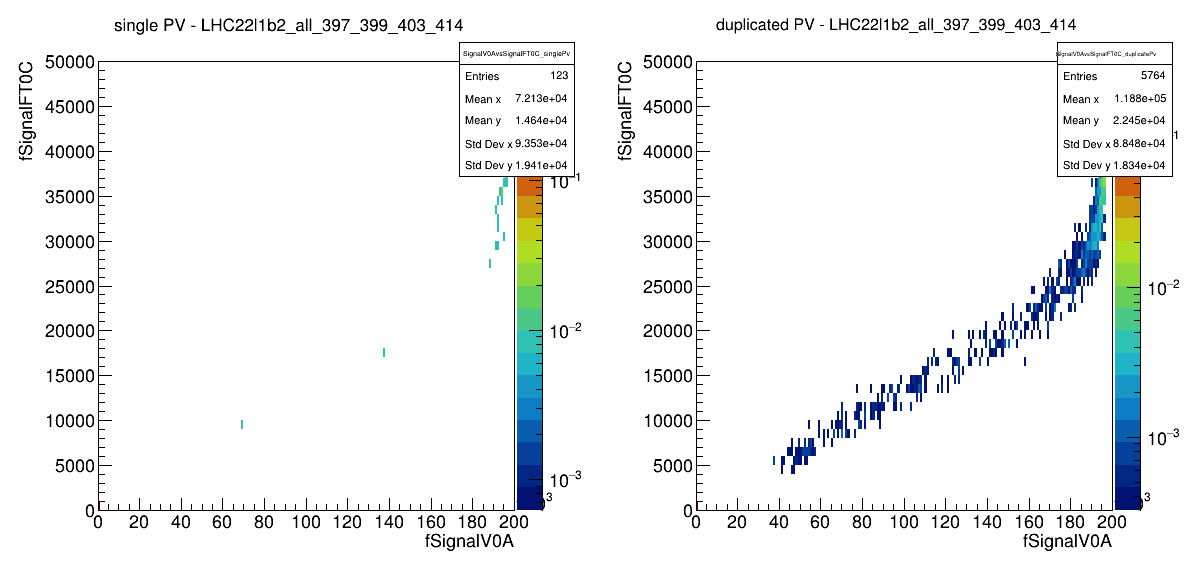 single PV - LHC22l1b2_all_397_399_403_414
SignalV0AvsSignalFT0C_singlePv
Entries 123
Mean x 7.213e+04
Mean y 1.464e+04
Std Dev x 9.353e+04
Std Dev y 1.941e+04
fSignalFT0C
50000
45000
40000
35000
30000
25000
20000
15000
10000
5000
0
0 20 40 60 80 100 120 140 160 180 200
fSignalV0A
10−1
10−2
10−3
3
duplicated PV - LHC22l1b2_all_397_399_403_414
SignalV0AvsSignalFT0C_duplicatePv
Entries 5764
Mean x 1.188e+05
Mean y 2.245e+04
Std Dev x 8.848e+04
Std Dev y 1.834e+04
fSignalFT0C
50000
45000
40000
35000
30000
25000
20000
15000
10000
5000
0
0 20 40 60 80 100 120 140 160 180 200
fSignalV0A
1
10−2
10−3
3